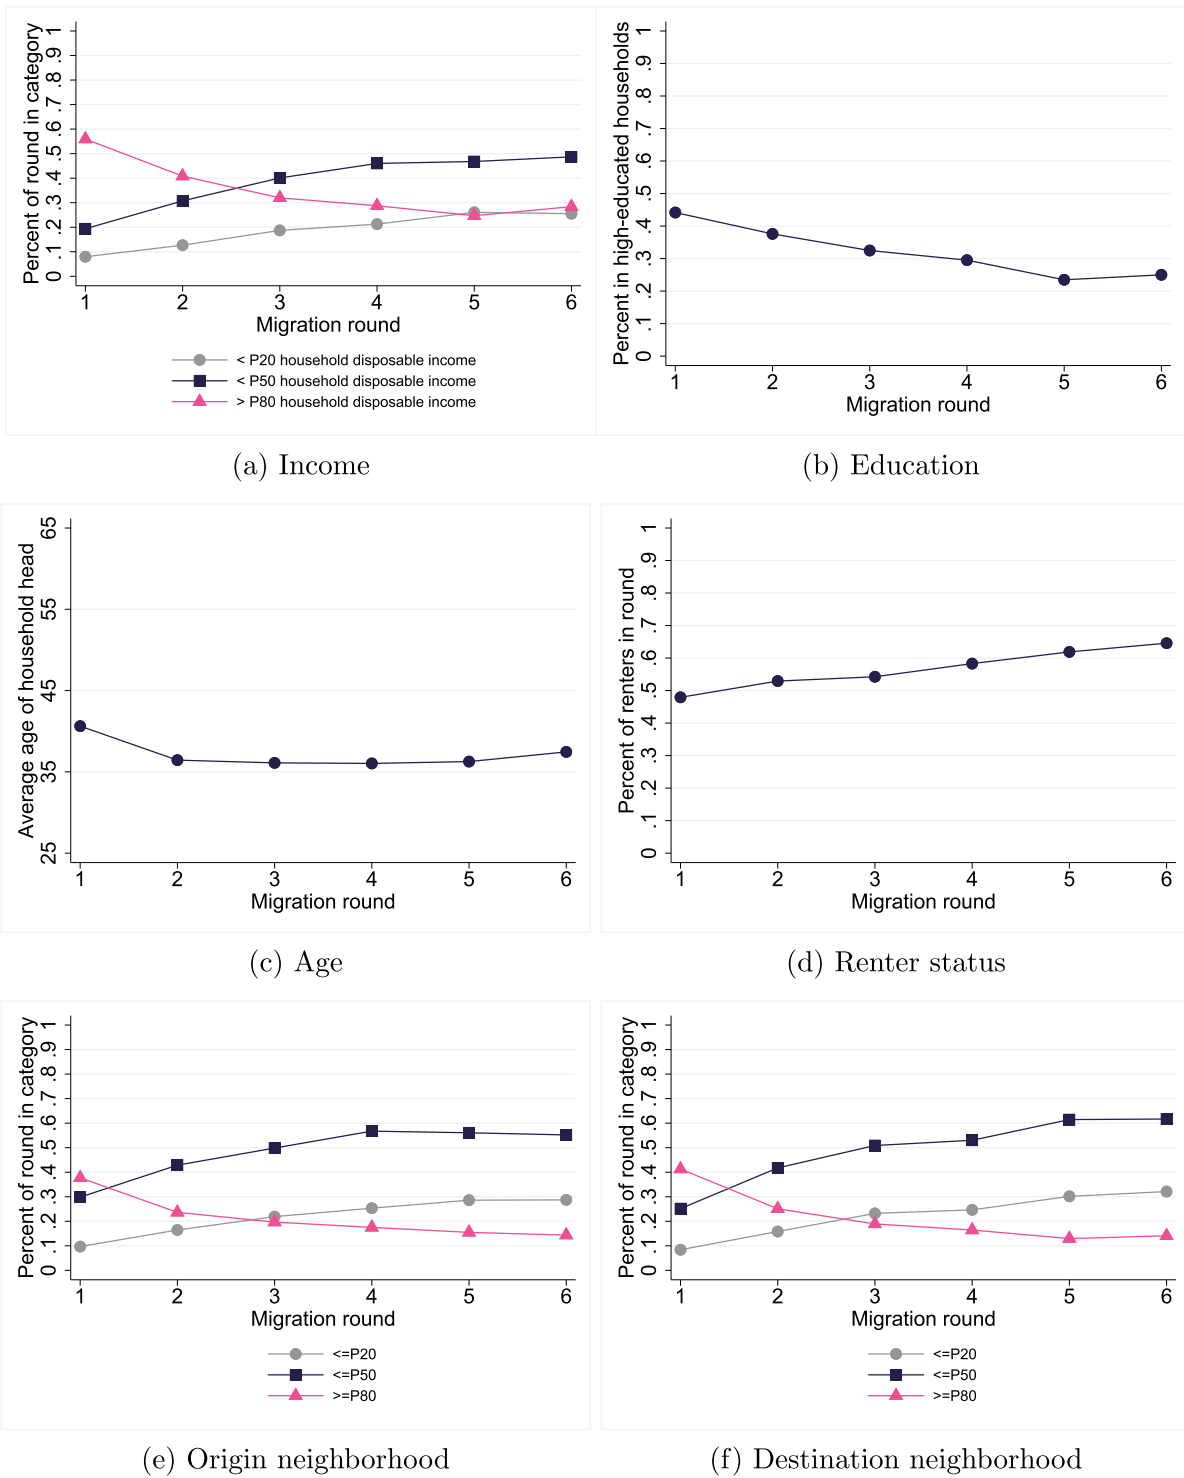 Percent of round in category
1
.9
.8
.7
.6
.5
.4
.3
.2
.1
0
1 2 3 4 5 6
Migration round
< P20 household disposable income
< P50 household disposable income
> P80 household disposable income
(a) Income
Percent in high-educated households
1
.9
.8
.7
.6
.5
.4
.3
.2
.1
0
1 2 3 4 5 6
Migration round
(b) Education
Average age of household head
65
55
45
35
25
1 2 3 4 5 6
Migration round
(c) Age
Percent of renters in round
1
.9
.8
.7
.6
.5
.4
.3
.2
.1
0
1 2 3 4 5 6
Migration round
(d) Renter status
Percent of round in category
1
.9
.8
.7
.6
.5
.4
.3
.2
.1
0
1 2 3 4 5 6
Migration round
<=P20
<=P50
>=P80
(e) Origin neighborhood
Percent of round in category
1
.9
.8
.7
.6
.5
.4
.3
.2
.1
0
1 2 3 4 5 6
Migration round
<=P20
<=P50
>=P80
(f) Destination neighborhood